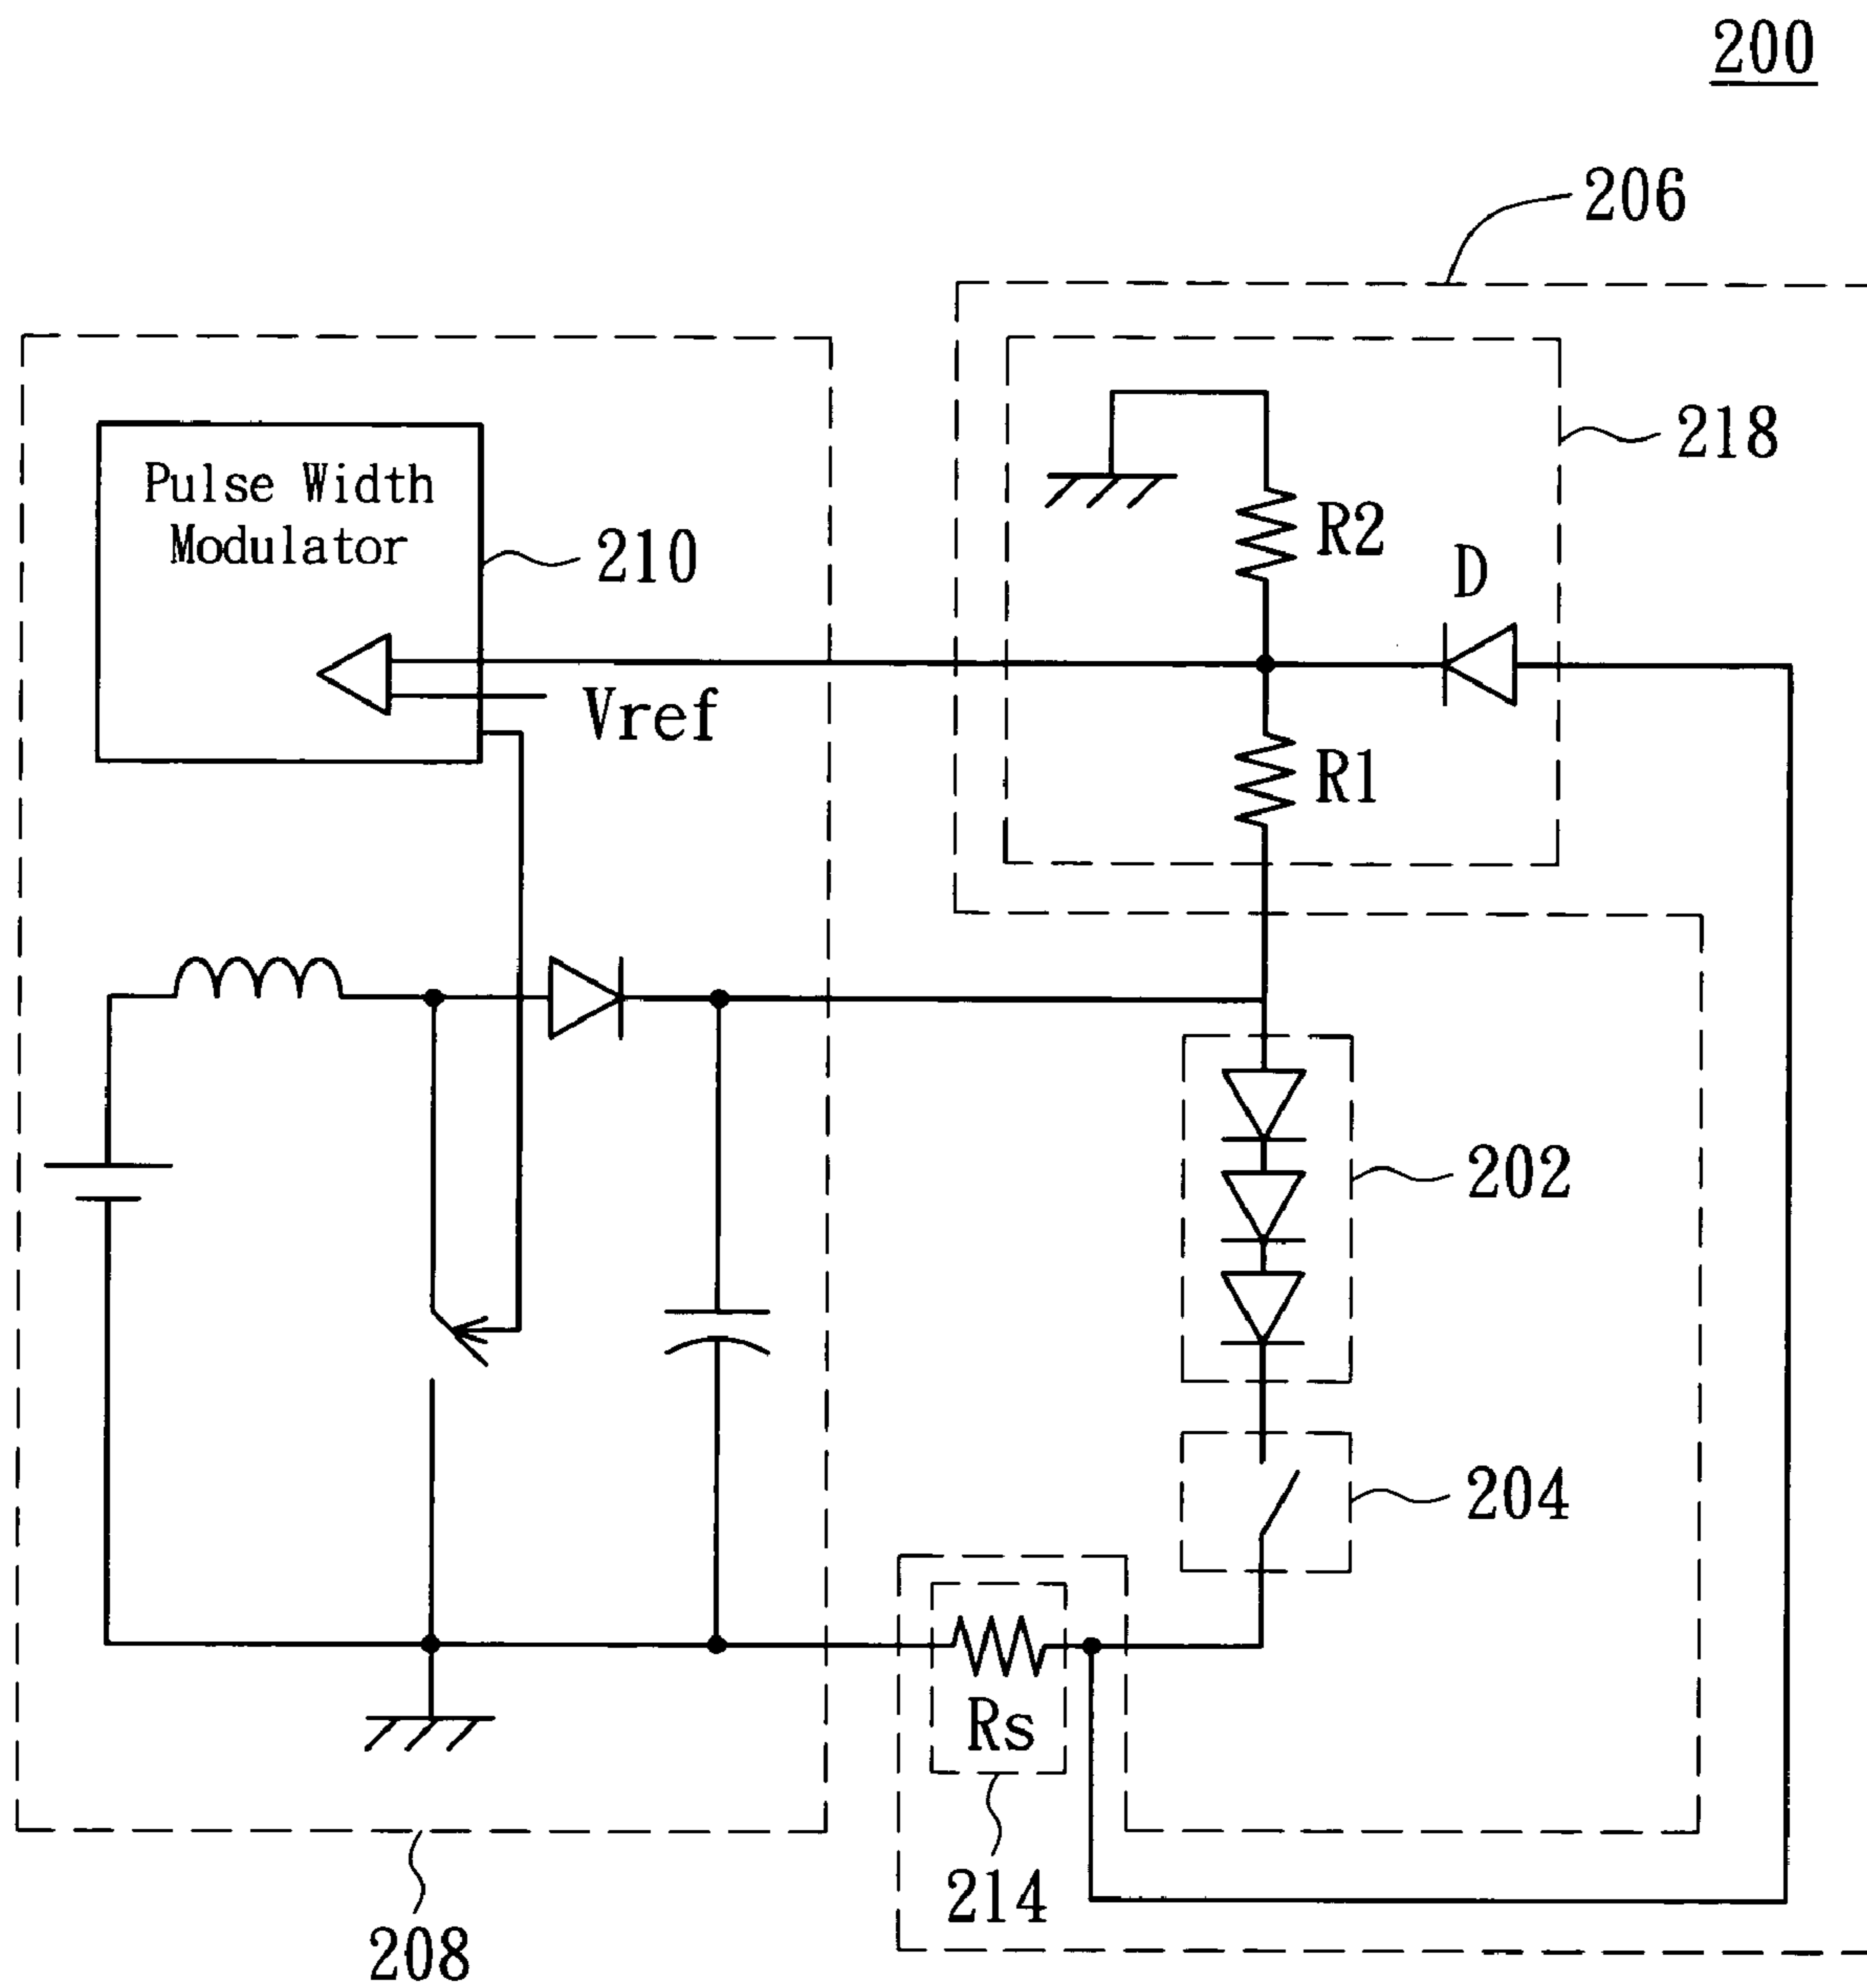 200
206
218
Pulse Width
Modulator
210
R2
D
Vref
R1
202
204
Rs
214
208